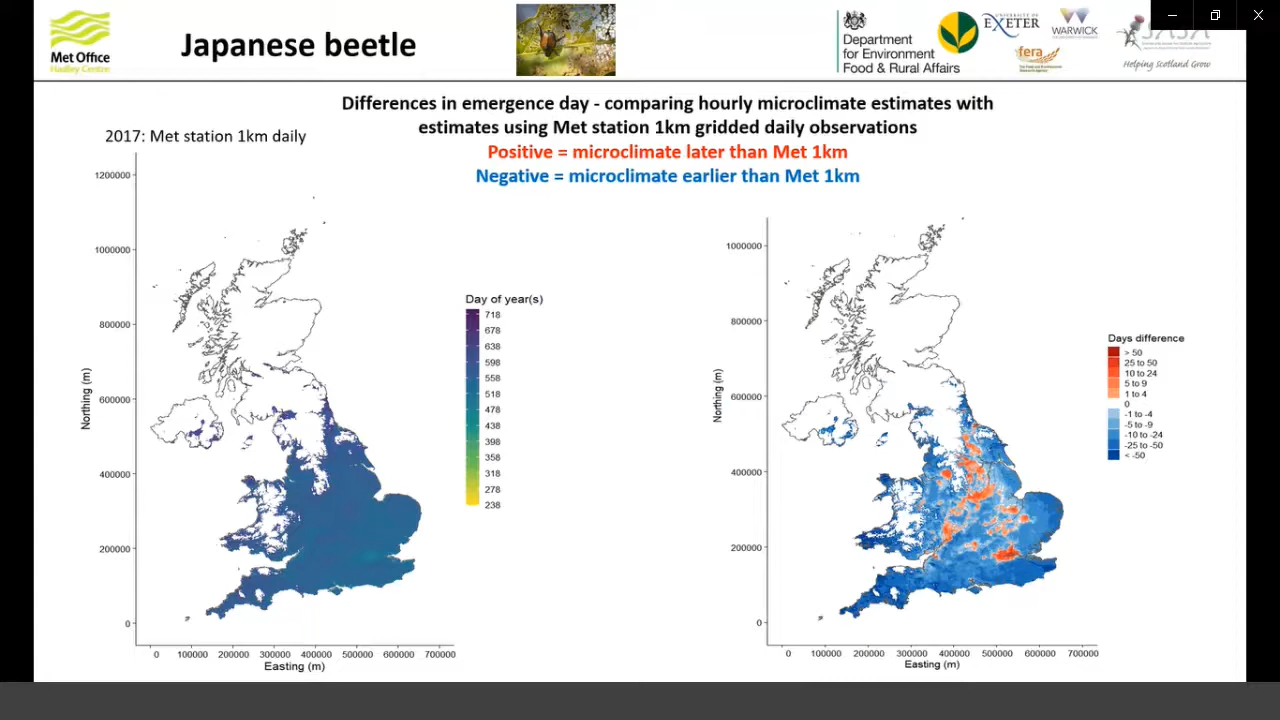 Met Office
Hadley Centre
Japanese beetle
Department
for Environment
Food & Rural Affairs
UNIVERSITY OF
EXETER
WARWICK
fera
SASA
Helping Scotland Grow
Differences in emergence day - comparing hourly microclimate estimates with
estimates using Met station 1km gridded daily observations
Positive = microclimate later than Met 1km
Negative = microclimate earlier than Met 1km
2017: Met station 1km daily
1200000
1000000
800000
600000
400000
200000
0
Northing (m)
0 100000 200000 300000 400000 500000 600000 700000
Easting (m)
Day of year(s)
718
678
638
598
558
518
478
438
398
358
318
278
238
1000000
800000
600000
400000
200000
0
Northing (m)
0 100000 200000 300000 400000 500000 600000 700000
Easting (m)
Days difference
> 50
25 to 50
10 to 24
5 to 9
1 to 4
0
-1 to -4
-5 to -9
-10 to -24
-25 to -50
< -50